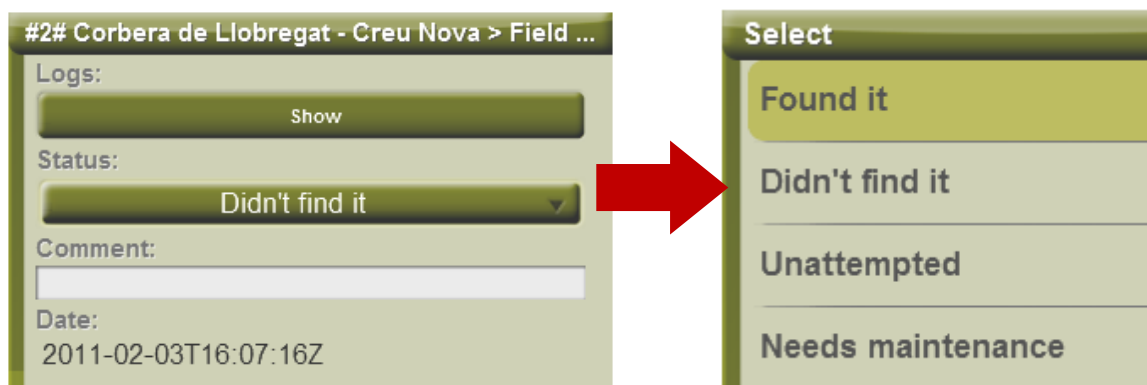 #2# Corbera de Llobregat - Creu Nova > Field ...
Logs:
Show
Status:
Didn't find it
Comment:
Date:
2011-02-03T16:07:16Z
Select
Found it
Didn't find it
Unattempted
Needs maintenance